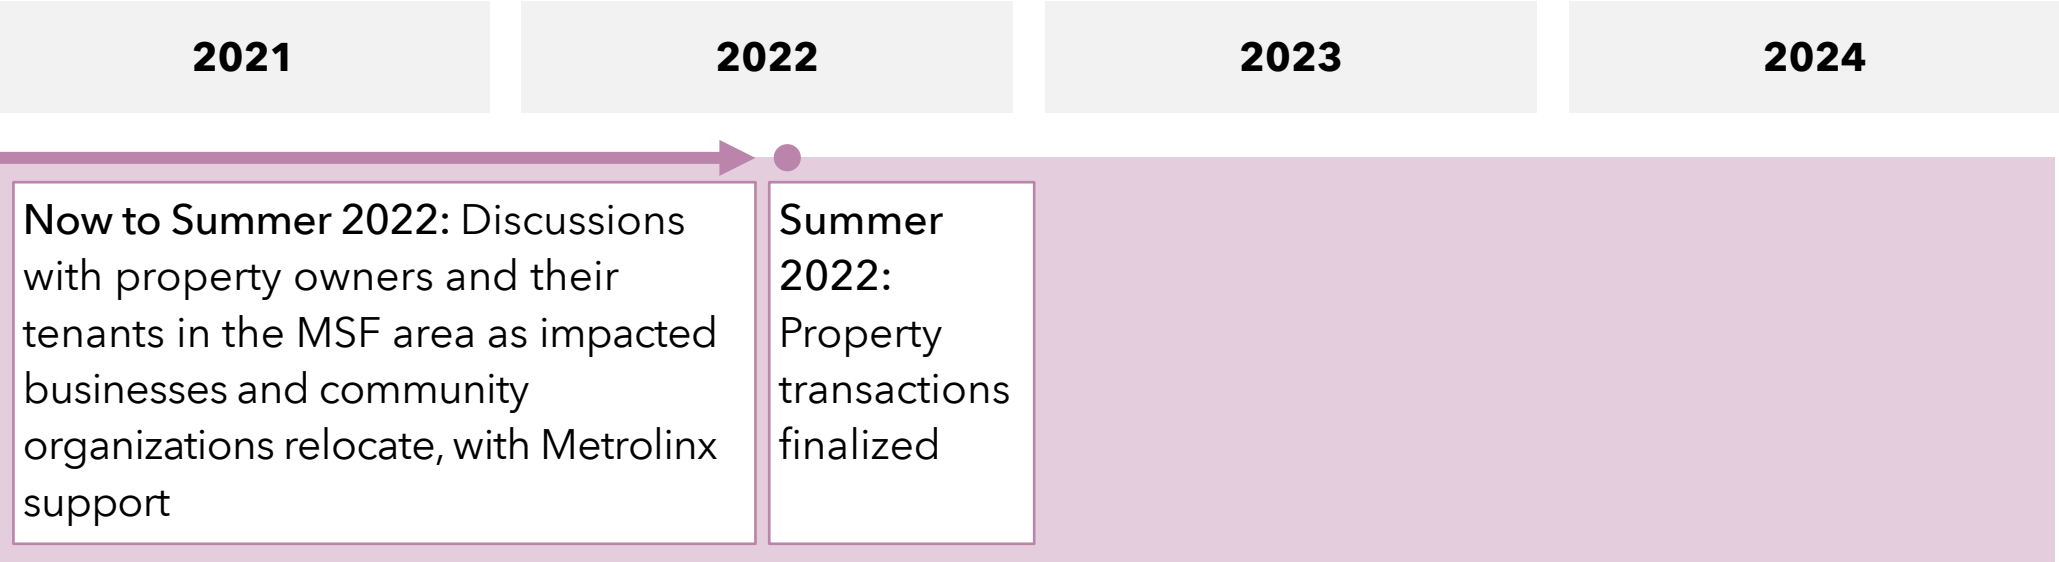 2021
2022
2023
2024
Now to Summer 2022: Discussions
with property owners and their
tenants in the MSF area as impacted
businesses and community
organizations relocate, with Metrolinx
support
Summer
2022:
Property
transactions
finalized